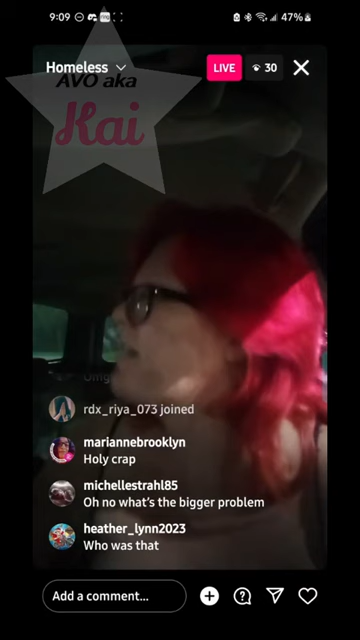 9:09
47%
Homeless
LIVE
30
AVO aka
Kai
Omg
rdx_riya_073 joined
mariannebrooklyn
Holy crap
michellestrahl85
Oh no what's the bigger problem
heather_lynn2023
Who was that
Add a comment...